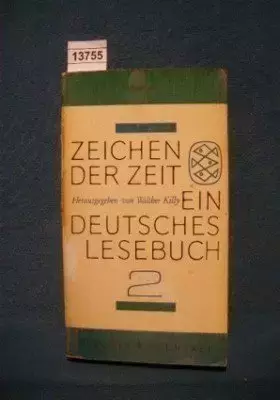 13755
ZEICHEN
DER ZEIT
Herausgegeben von Walther Killy EIN
DEUTSCHES
LESEBUCH
2